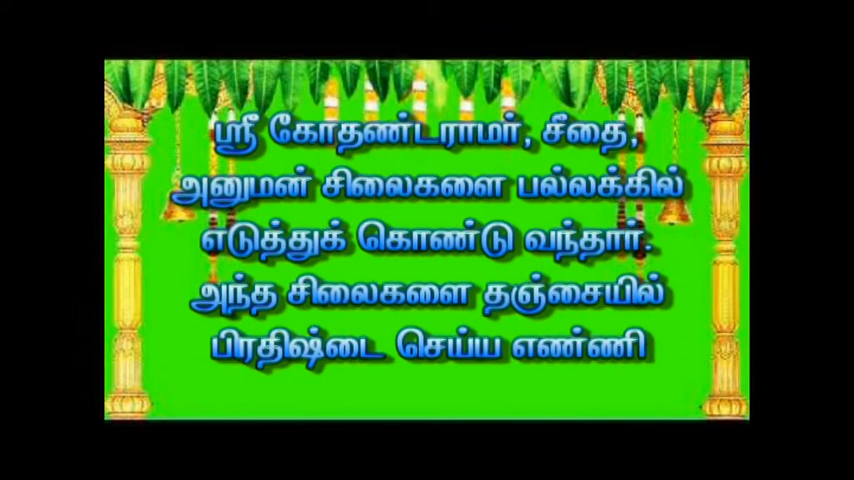 ஸ்ரீ கோதண்டராமர், சீதை,
அனுமன் சிலைகளை பல்லக்கில்
எடுத்துக் கொண்டு வந்தார்.
அந்த சிலைகளை தஞ்சையில்
பிரதிஷ்டை செய்ய எண்ணி